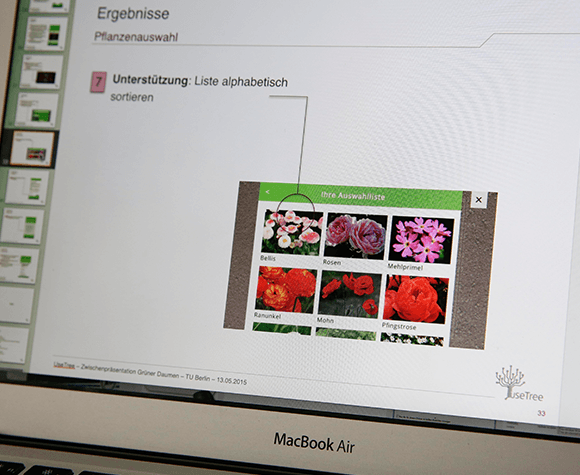 Ergebnisse
Pflanzenauswahl
7 Unterstützung: Liste alphabetisch
sortieren
< Ihre Auswahlliste ×
Bellis Rosen Mehlprimel
Ranunkel Mohn Pfingstrose
UseTree – Zwischenpräsentation Grüner Daumen – TU Berlin – 13.05.2015
UseTree
33
MacBook Air